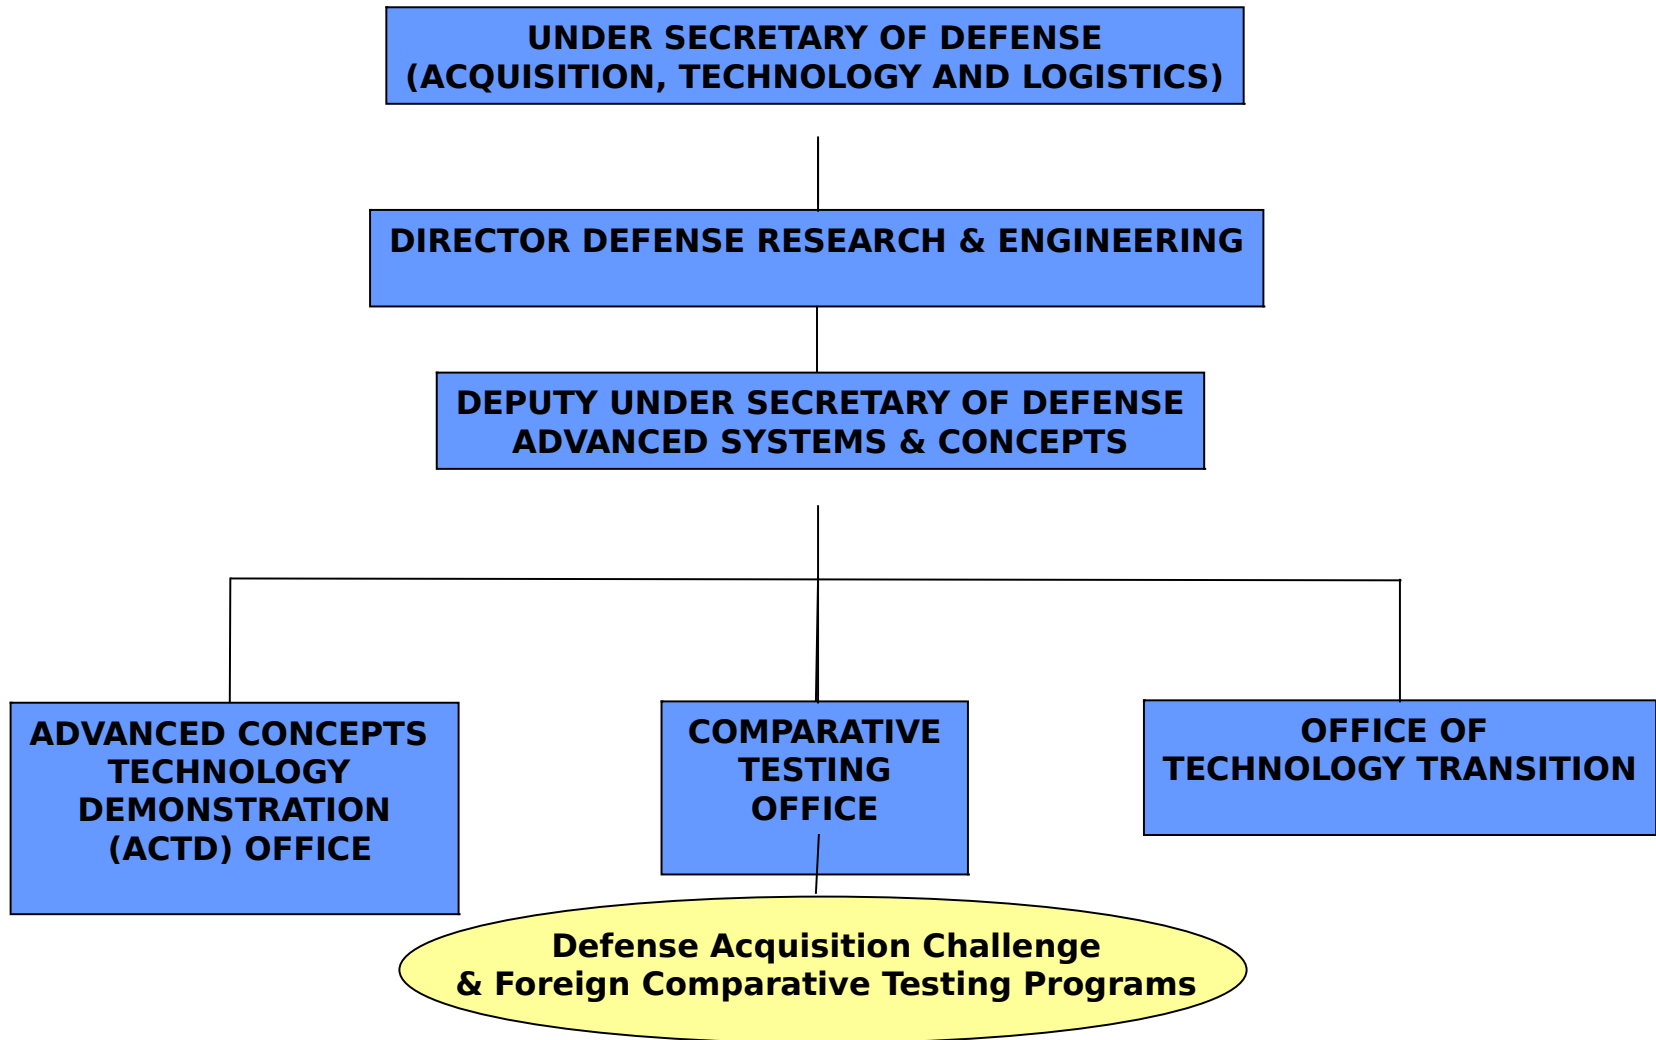 UNDER SECRETARY OF DEFENSE
(ACQUISITION, TECHNOLOGY AND LOGISTICS)
DIRECTOR DEFENSE RESEARCH & ENGINEERING
DEPUTY UNDER SECRETARY OF DEFENSE
ADVANCED SYSTEMS & CONCEPTS
ADVANCED CONCEPTS
TECHNOLOGY
DEMONSTRATION
(ACTD) OFFICE
COMPARATIVE
TESTING
OFFICE
OFFICE OF
TECHNOLOGY TRANSITION
Defense Acquisition Challenge
& Foreign Comparative Testing Programs